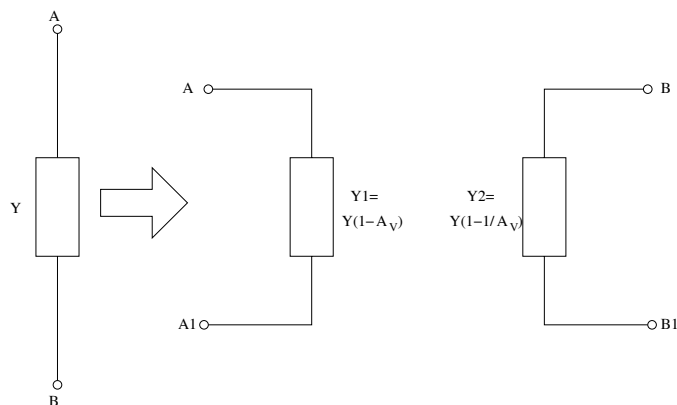 A
Y
B
A
A1
Y1=
Y(1−A_V)
Y2=
Y(1−1/A_V)
B
B1